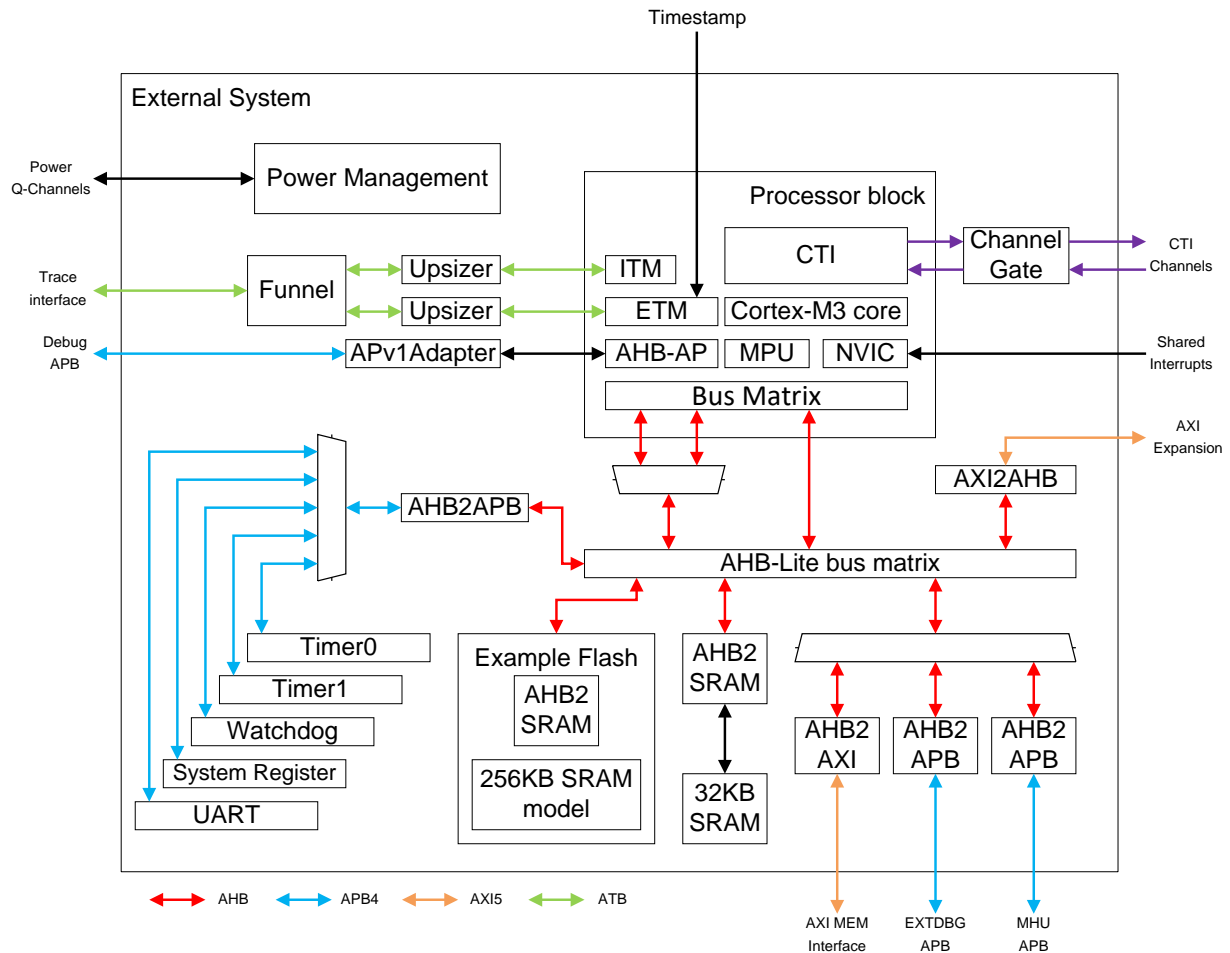 Timestamp
External System
Power
Q-Channels
Power Management
Processor block
CTI
Channel
Gate
CTI
Channels
Trace
interface
Funnel
Upsizer
ITM
Upsizer
ETM
Cortex-M3 core
Debug
APB
APv1Adapter
AHB-AP
MPU
NVIC
Shared
Interrupts
Bus Matrix
AXI
Expansion
AXI2AHB
AHB2APB
AHB-Lite bus matrix
Timer0
Timer1
Watchdog
System Register
UART
Example Flash
AHB2
SRAM
256KB SRAM
model
AHB2
SRAM
32KB
SRAM
AHB2
AXI
AHB2
APB
AHB2
APB
AHB
APB4
AXI5
ATB
AXI MEM
Interface
EXTDBG
APB
MHU
APB